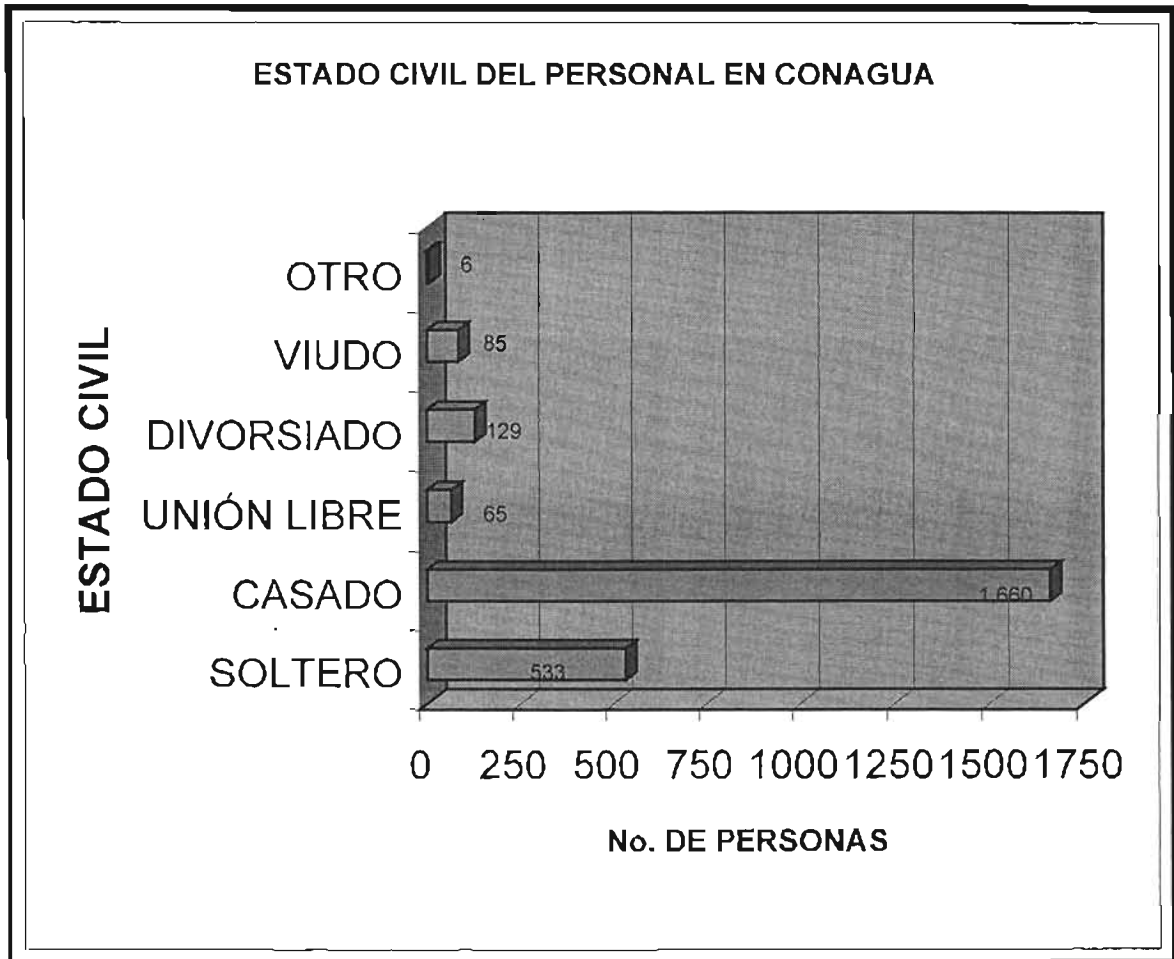 ESTADO CIVIL DEL PERSONAL EN CONAGUA
ESTADO CIVIL
OTRO 6
VIUDO 85
DIVORSIADO 129
UNIÓN LIBRE 65
CASADO 1,660
SOLTERO 533
0 250 500 750 1000 1250 1500 1750
No. DE PERSONAS